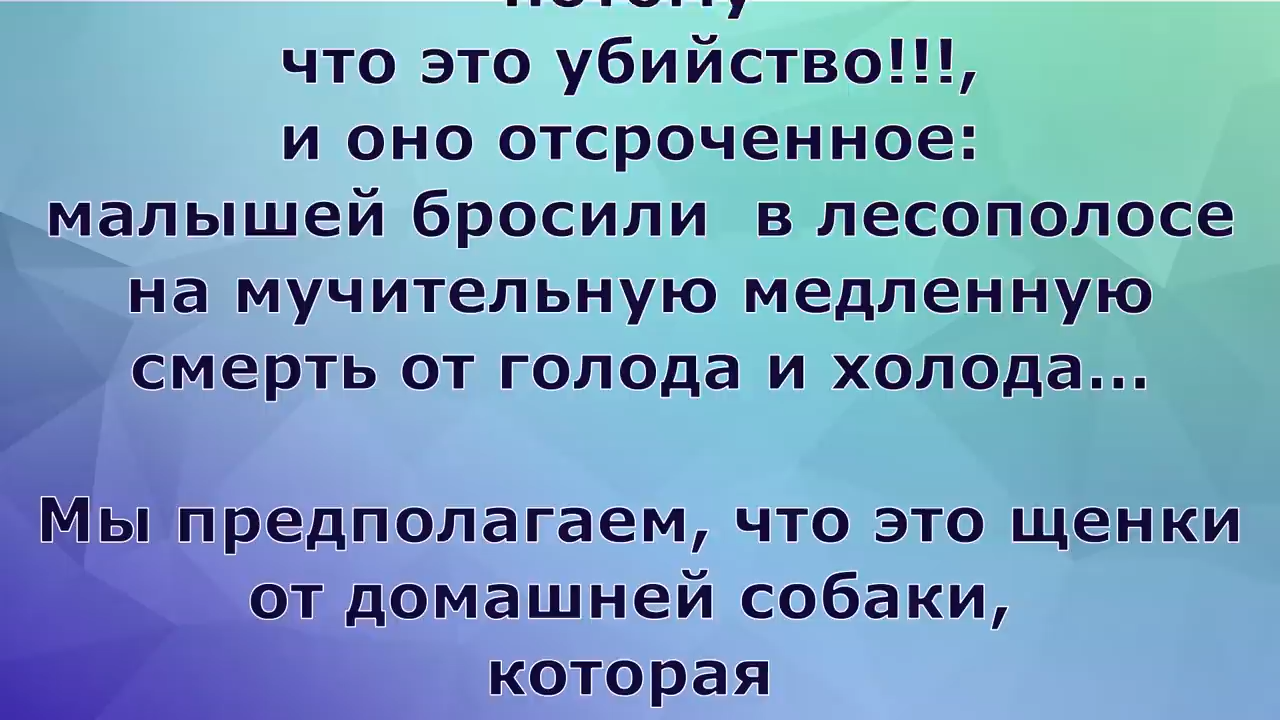 потому
что это убийство!!!,
и оно отсроченное:
малышей бросили в лесополосе
на мучительную медленную
смерть от голода и холода...
Мы предполагаем, что это щенки
от домашней собаки,
которая